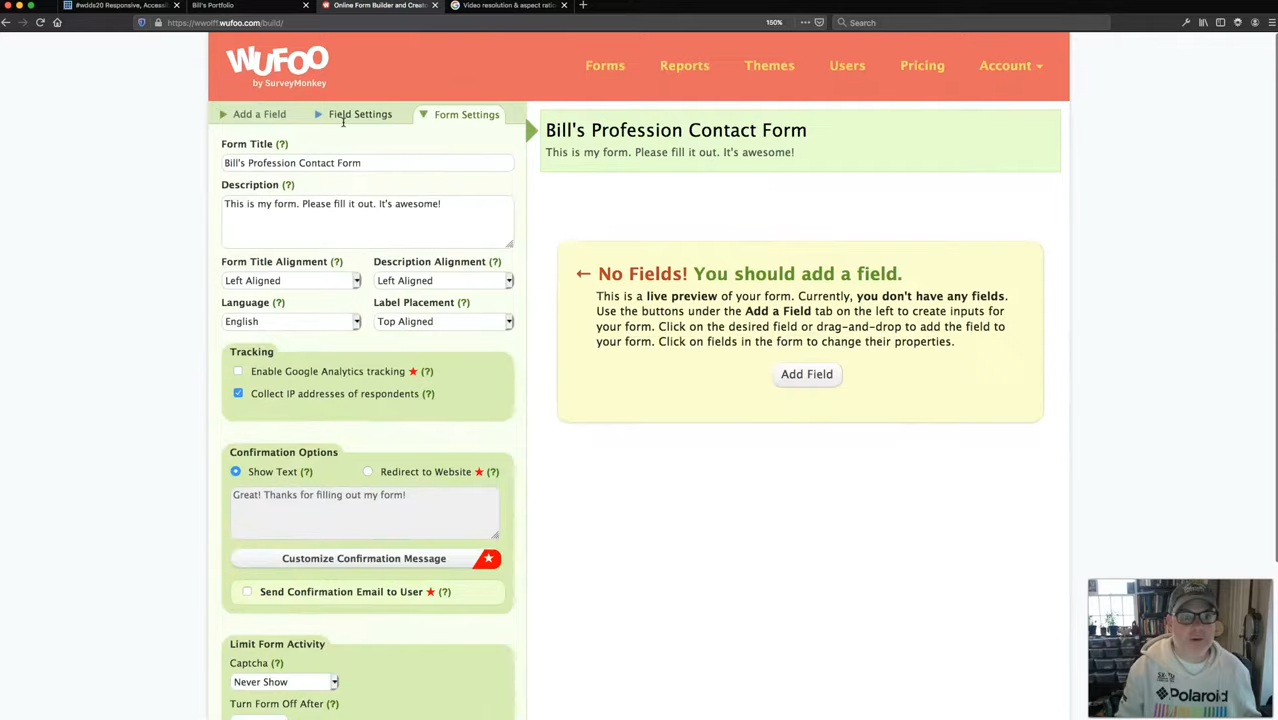 #wdds20 Responsive, Accessib
Bill's Portfolio
Online Form Builder and Create
Video resolution & aspect ratio
https://wwolff.wufoo.com/build/
150%
Search
WUFOO
by SurveyMonkey
Forms
Reports
Themes
Users
Pricing
Account
Add a Field
Field Settings
Form Settings
Form Title (?)
Bill's Profession Contact Form
Description (?)
This is my form. Please fill it out. It's awesome!
Form Title Alignment (?)
Description Alignment (?)
Left Aligned
Left Aligned
Language (?)
Label Placement (?)
English
Top Aligned
Tracking
Enable Google Analytics tracking (?)
Collect IP addresses of respondents (?)
Confirmation Options
Show Text (?)
Redirect to Website (?)
Great! Thanks for filling out my form!
Customize Confirmation Message
Send Confirmation Email to User (?)
Limit Form Activity
Captcha (?)
Never Show
Turn Form Off After (?)
Bill's Profession Contact Form
This is my form. Please fill it out. It's awesome!
← No Fields! You should add a field.
This is a live preview of your form. Currently, you don't have any fields.
Use the buttons under the Add a Field tab on the left to create inputs for
your form. Click on the desired field or drag-and-drop to add the field to
your form. Click on fields in the form to change their properties.
Add Field
Polaroid